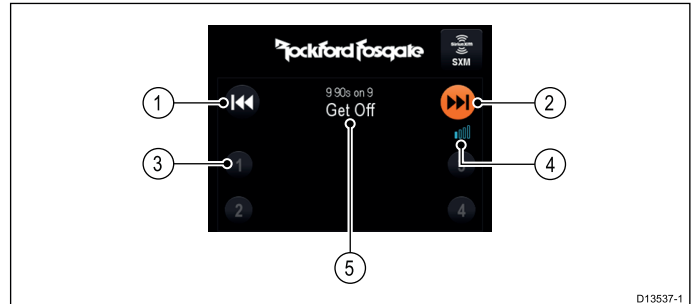 Rockford Fosgate
SiriusXM
SXM
9 90s on 9
Get Off
1
2
3
1
4
2
4
5
D13537-1